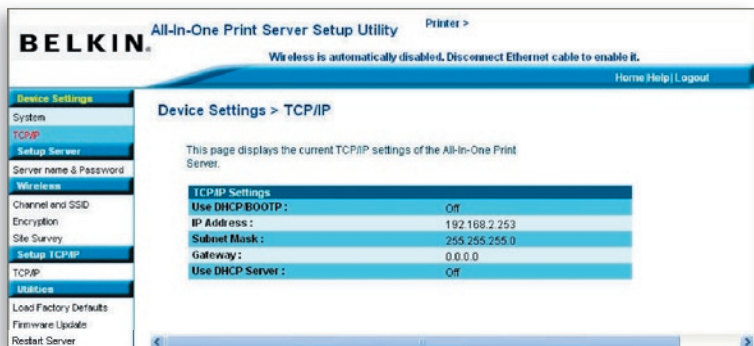 BELKIN.
All-In-One Print Server Setup Utility
Printer >
Wireless is automatically disabled. Disconnect Ethernet cable to enable it.
Home|Help|Logout
Device Settings
System
TCP/IP
Setup Server
Server name & Password
Wireless
Channel and SSID
Encryption
Site Survey
Setup TCP/IP
TCP/IP
Utilities
Load Factory Defaults
Firmware Update
Restart Server
Device Settings > TCP/IP
This page displays the current TCP/IP settings of the All-In-One Print
Server.
TCP/IP Settings
Use DHCP/BOOTP : Off
IP Address : 192.168.2.253
Subnet Mask : 255.255.255.0
Gateway : 0.0.0.0
Use DHCP Server : Off